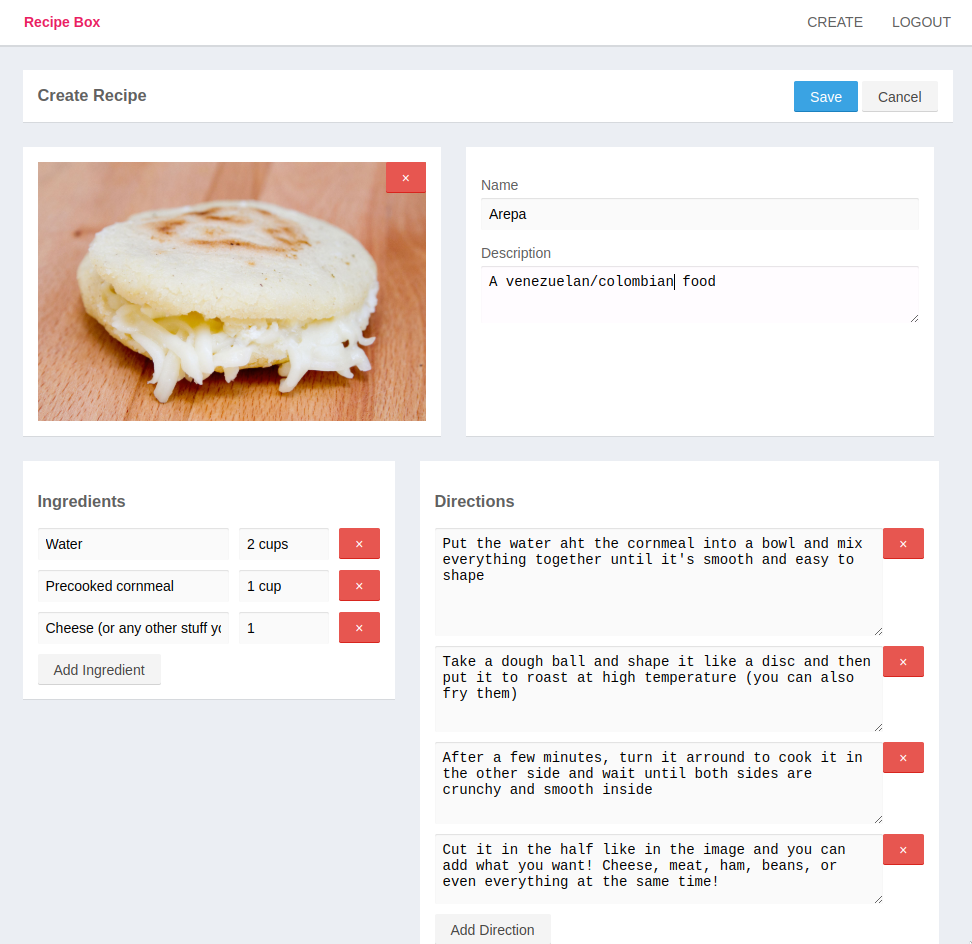 Recipe Box
CREATE LOGOUT
Create Recipe
Save Cancel
×
Name
Arepa
Description
A venezuelan/colombian food
Ingredients
Water 2 cups ×
Precooked cornmeal 1 cup ×
Cheese (or any other stuff yo 1 ×
Add Ingredient
Directions
Put the water aht the cornmeal into a bowl and mix
everything together until it's smooth and easy to
shape
×
Take a dough ball and shape it like a disc and then
put it to roast at high temperature (you can also
fry them)
×
After a few minutes, turn it arround to cook it in
the other side and wait until both sides are
crunchy and smooth inside
×
Cut it in the half like in the image and you can
add what you want! Cheese, meat, ham, beans, or
even everything at the same time!
×
Add Direction